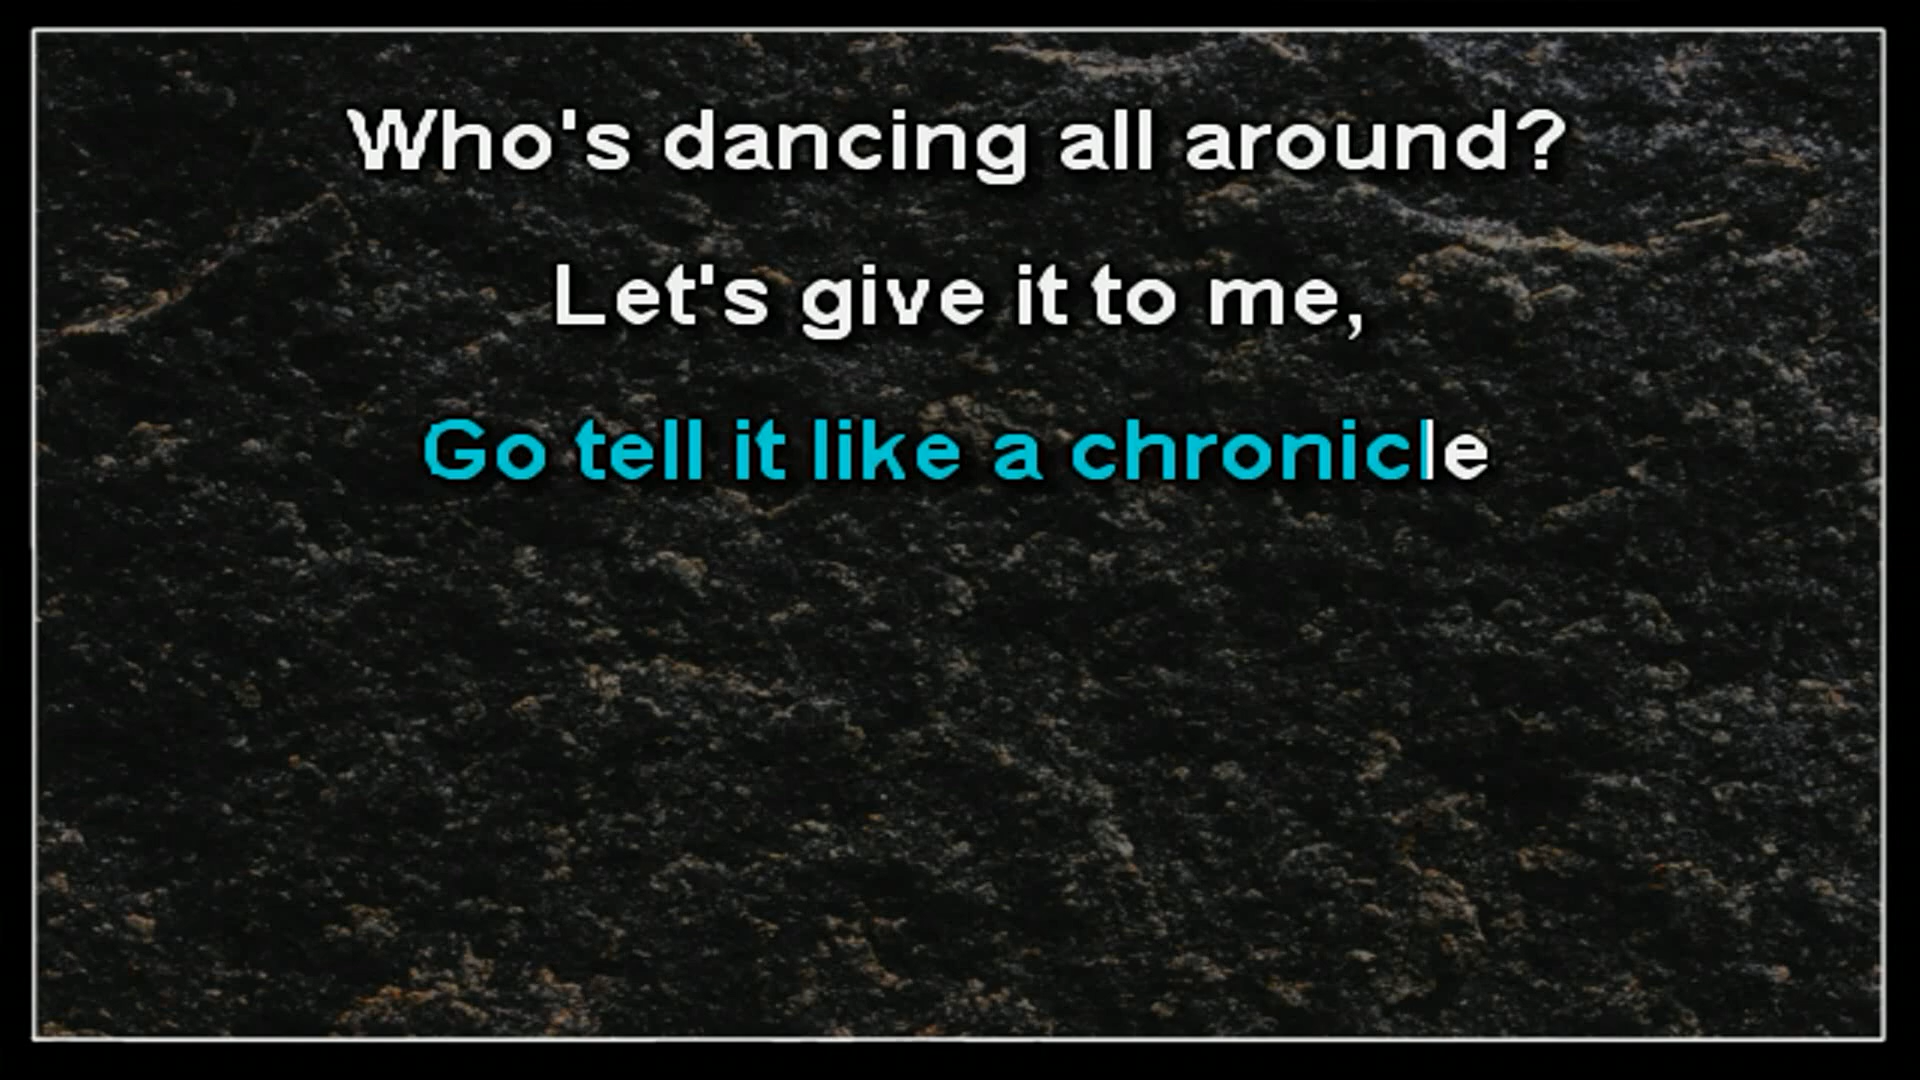 Who's dancing all around?
Let's give it to me,
Go tell it like a chronicle